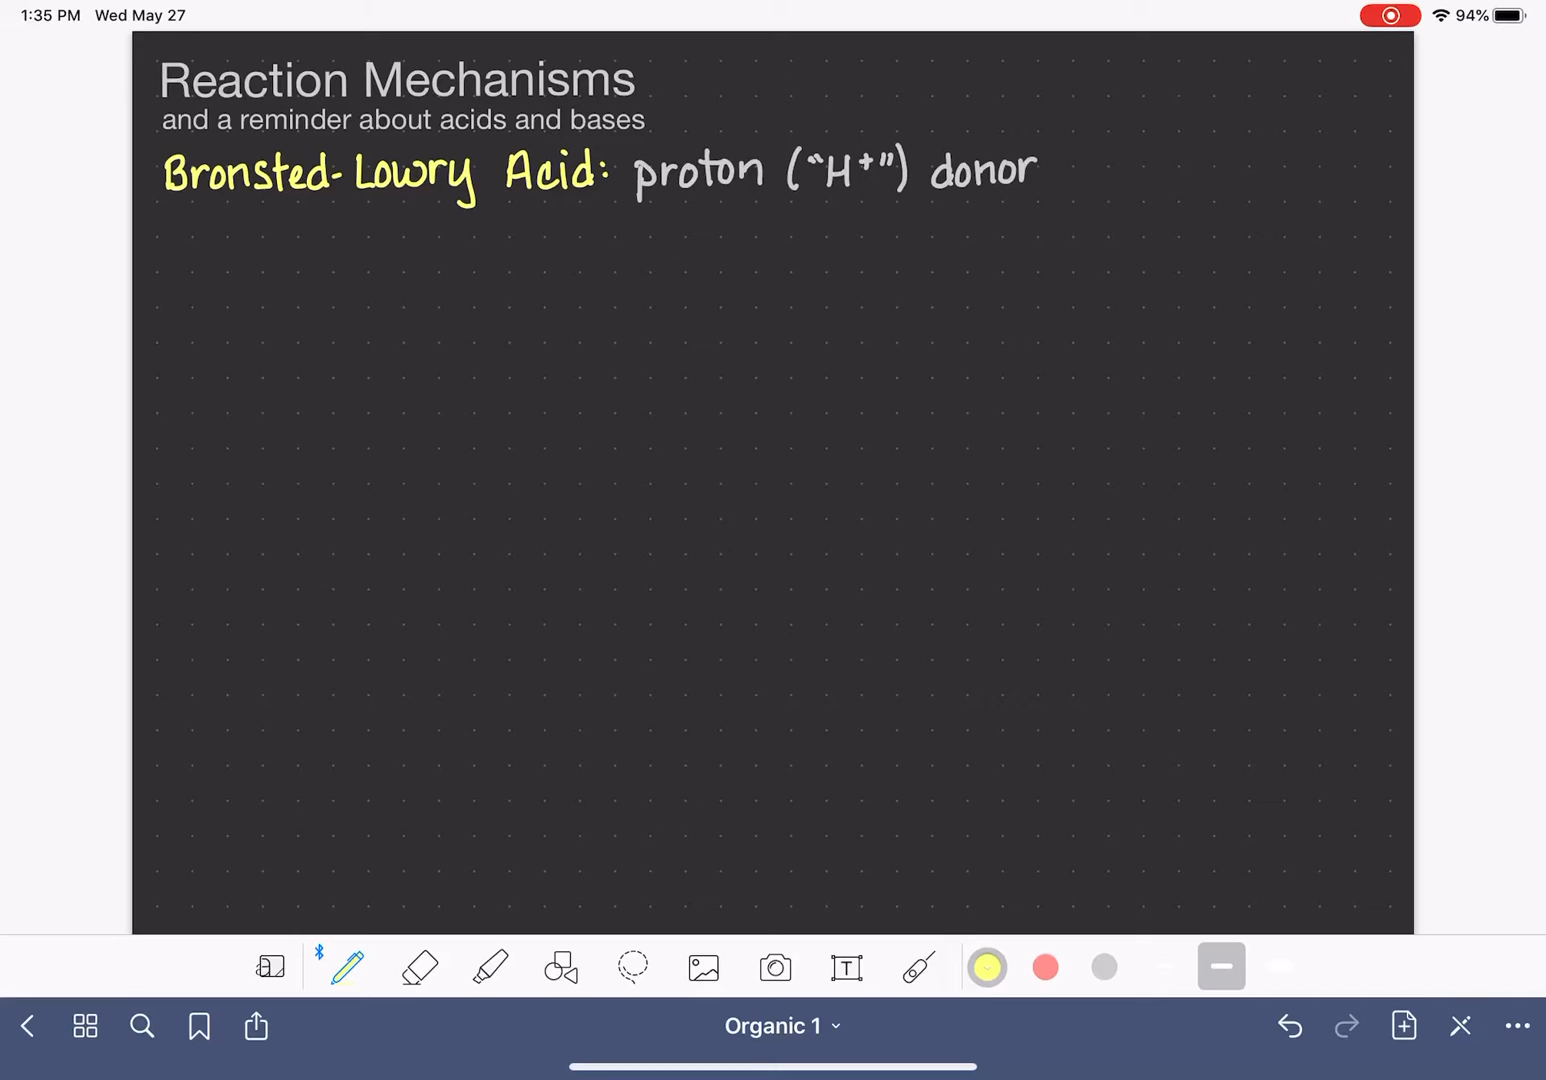 1:35 PM Wed May 27
94%
Reaction Mechanisms
and a reminder about acids and bases
Bronsted-Lowry Acid: proton ("H+") donor
T
Organic 1